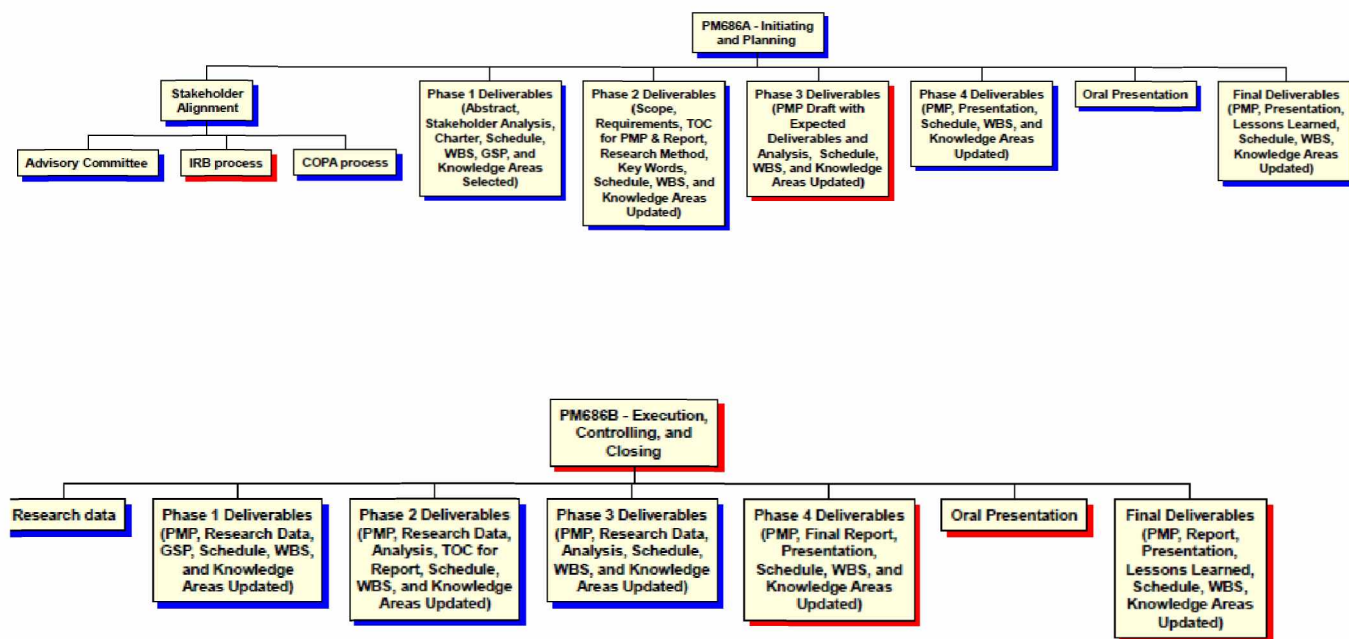 PM686A - Initiating
and Planning
Stakeholder
Alignment
Advisory Committee
IRB process
COPA process
Phase 1 Deliverables
(Abstract,
Stakeholder Analysis,
Charter, Schedule,
WBS, GSP, and
Knowledge Areas
Selected)
Phase 2 Deliverables
(Scope,
Requirements, TOC
for PMP & Report,
Research Method,
Key Words,
Schedule, WBS, and
Knowledge Areas
Updated)
Phase 3 Deliverables
(PMP Draft with
Expected
Deliverables and
Analysis, Schedule,
WBS, and Knowledge
Areas Updated)
Phase 4 Deliverables
(PMP, Presentation,
Schedule, WBS, and
Knowledge Areas
Updated)
Oral Presentation
Final Deliverables
(PMP, Presentation,
Lessons Learned,
Schedule, WBS,
Knowledge Areas
Updated)
PM686B - Execution,
Controlling, and
Closing
Research data
Phase 1 Deliverables
(PMP, Research Data,
GSP, Schedule, WBS,
and Knowledge
Areas Updated)
Phase 2 Deliverables
(PMP, Research Data,
Analysis, TOC for
Report, Schedule,
WBS, and Knowledge
Areas Updated)
Phase 3 Deliverables
(PMP, Research Data,
Analysis, Schedule,
WBS, and Knowledge
Areas Updated)
Phase 4 Deliverables
(PMP, Final Report,
Presentation,
Schedule, WBS, and
Knowledge Areas
Updated)
Oral Presentation
Final Deliverables
(PMP, Report,
Presentation,
Lessons Learned,
Schedule, WBS,
Knowledge Areas
Updated)